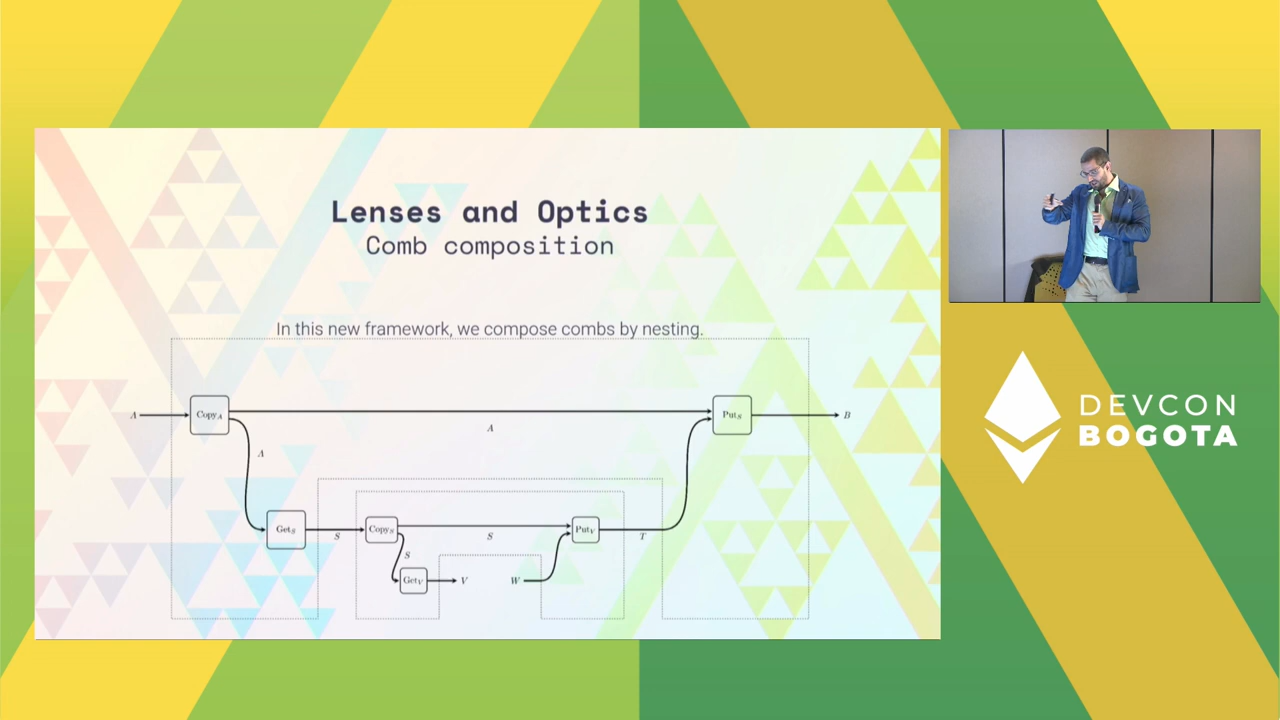 Lenses and Optics
Comb composition
In this new framework, we compose combs by nesting.
A
Copy_A
A
Put_S
B
A
Get_S
S
Copy_S
S
Put_V
T
S
Get_V
V
W
DEVCON
BOGOTA